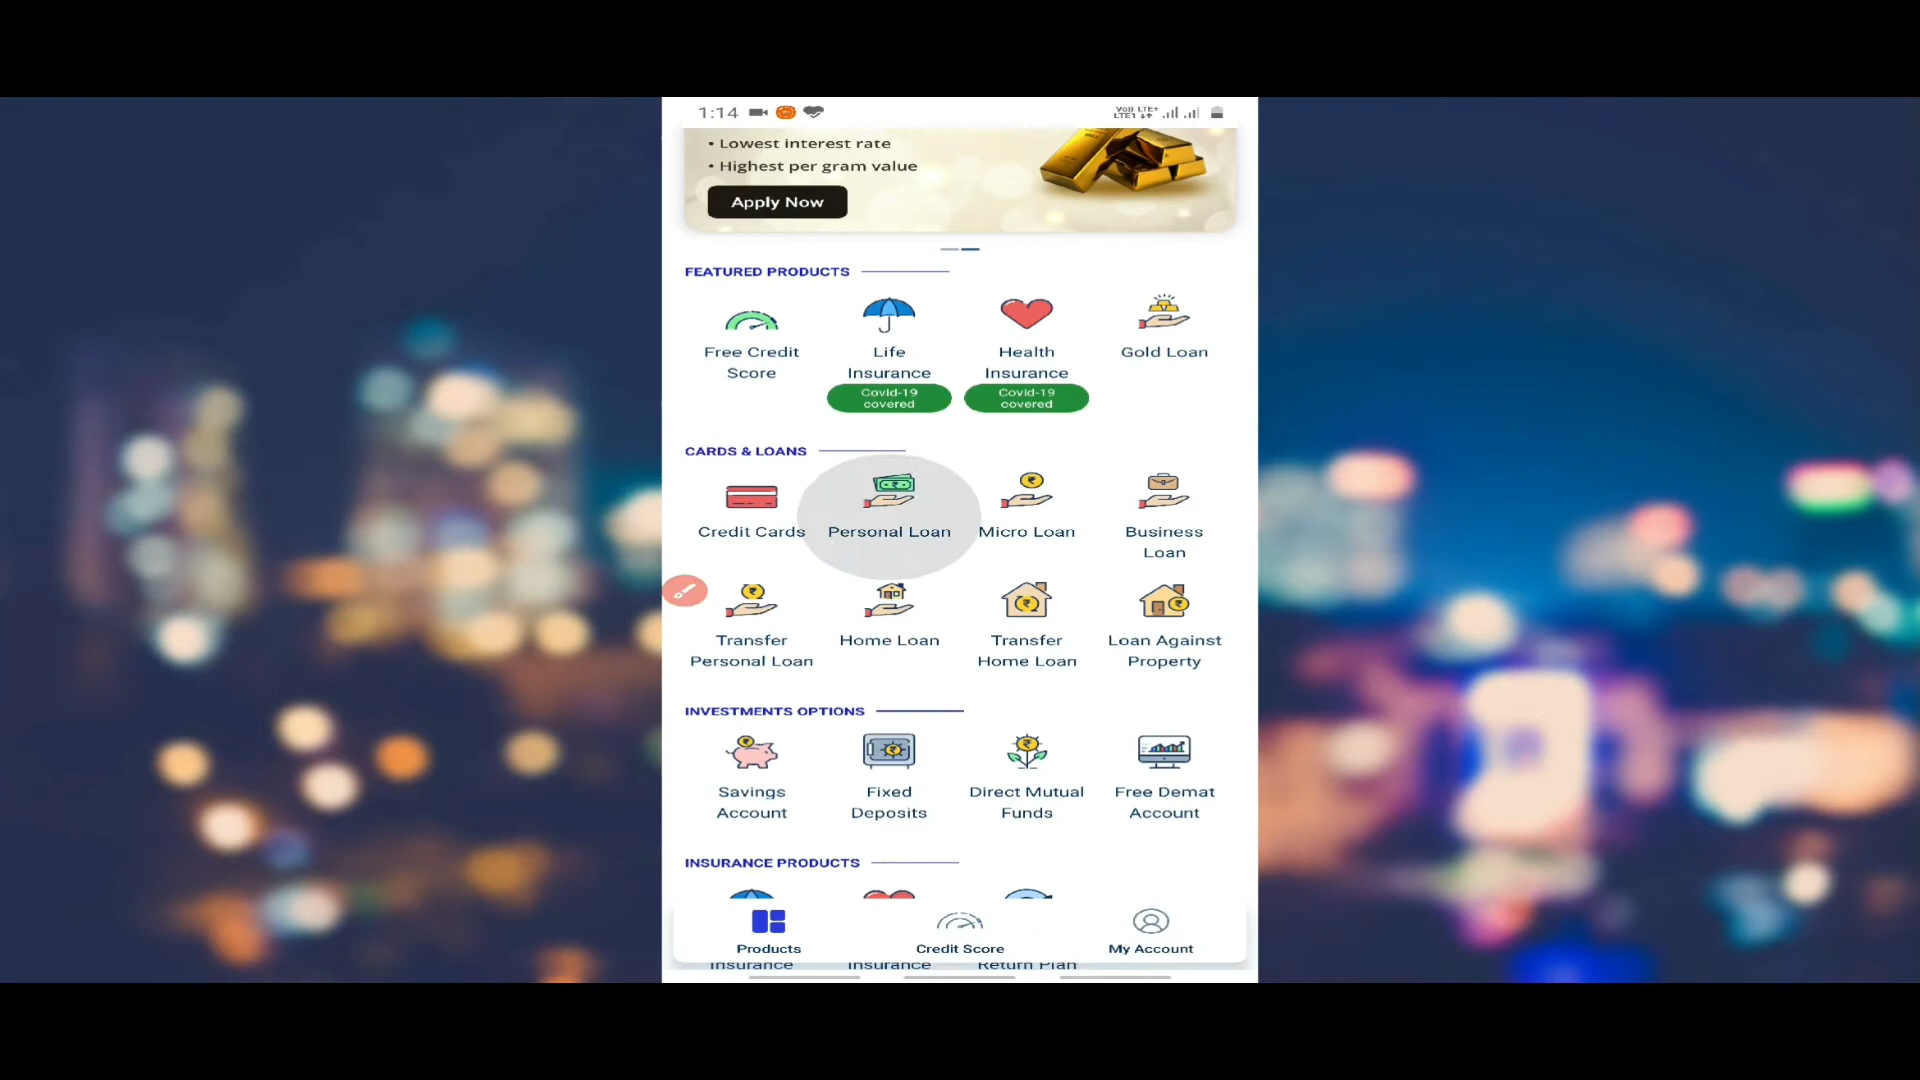 1:14
Vo)) LTE+
LTE1
• Lowest interest rate
• Highest per gram value
Apply Now
FEATURED PRODUCTS
Free Credit Score
Life Insurance
Health Insurance
Gold Loan
Covid-19 covered
Covid-19 covered
CARDS & LOANS
Credit Cards
Personal Loan
Micro Loan
Business Loan
Transfer Personal Loan
Home Loan
Transfer Home Loan
Loan Against Property
INVESTMENTS OPTIONS
Savings Account
Fixed Deposits
Direct Mutual Funds
Free Demat Account
INSURANCE PRODUCTS
Products
Credit Score
My Account
Insurance
Insurance
Return Plan